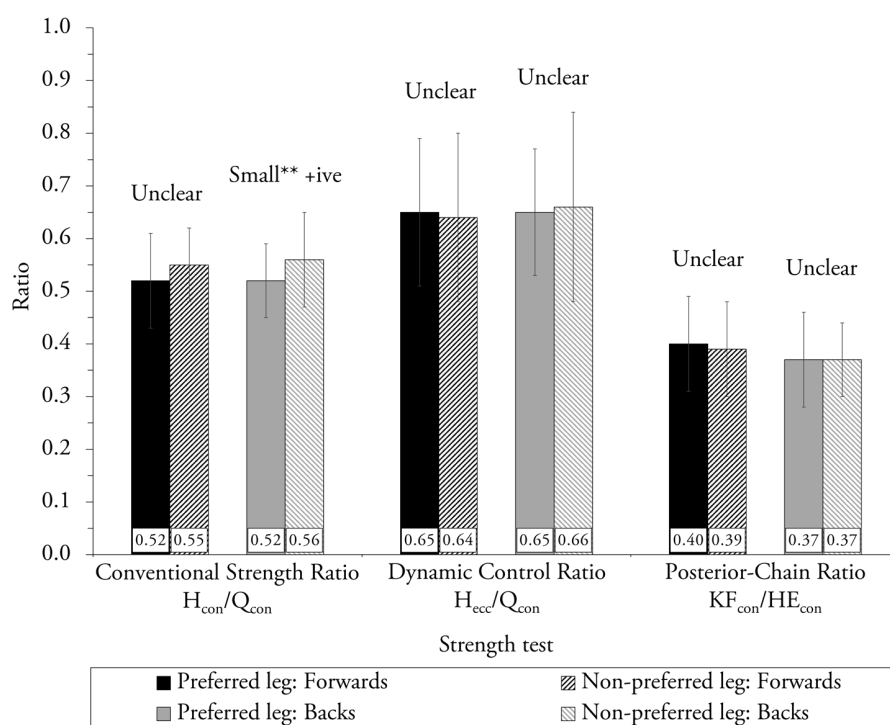 1.0
0.9
0.8
0.7
0.6
0.5
0.4
0.3
0.2
0.1
0.0
Ratio
Unclear
Small** +ive
Unclear
Unclear
Unclear
Unclear
0.52 0.55 0.52 0.56 0.65 0.64 0.65 0.66 0.40 0.39 0.37 0.37
Conventional Strength Ratio Dynamic Control Ratio Posterior-Chain Ratio
Hcon/Qcon Hecc/Qcon KFcon/HEcon
Strength test
Preferred leg: Forwards Non-preferred leg: Forwards
Preferred leg: Backs Non-preferred leg: Backs